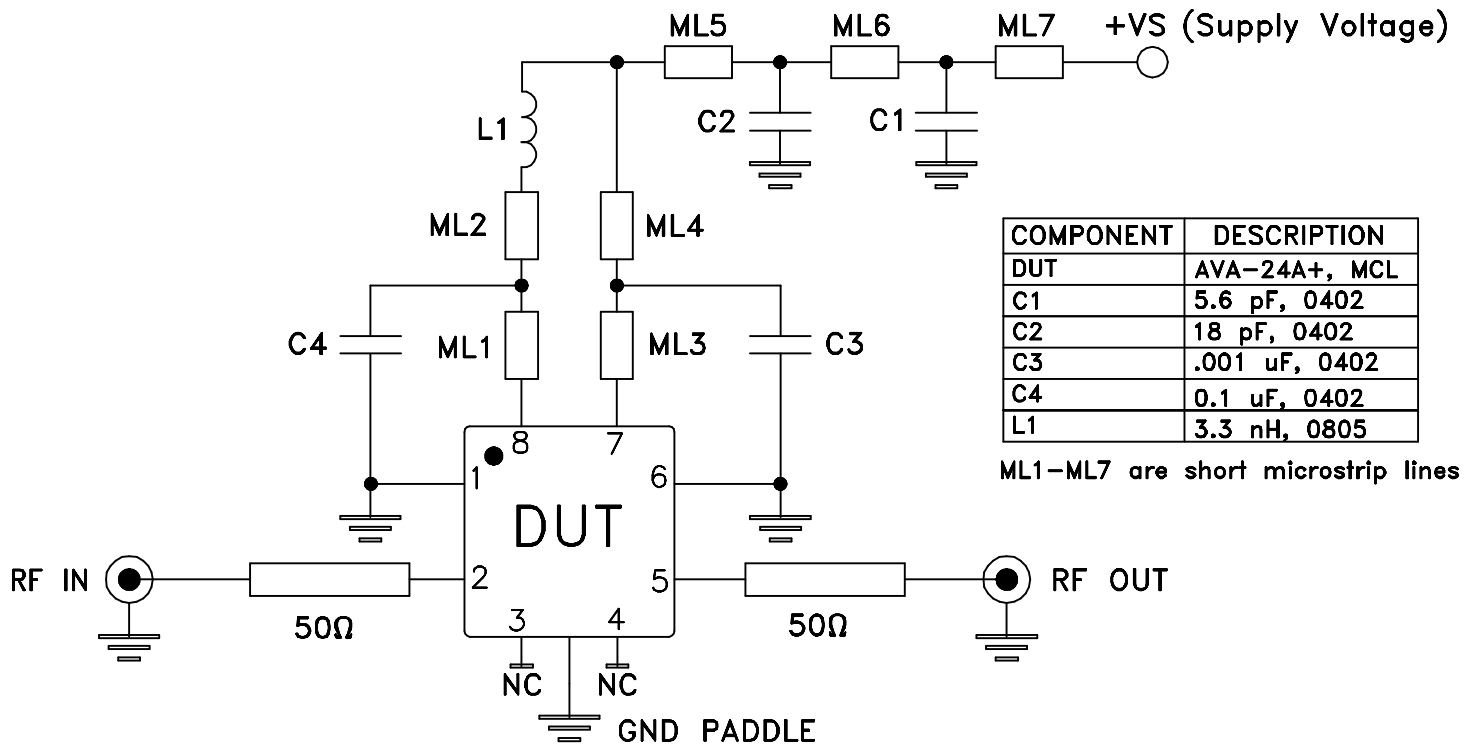 ML5
ML6
ML7
+VS (Supply Voltage)
L1
C2
C1
ML2
ML4
COMPONENT DESCRIPTION
DUT AVA-24A+, MCL
C1 5.6 pF, 0402
C2 18 pF, 0402
C3 .001 uF, 0402
C4 0.1 uF, 0402
L1 3.3 nH, 0805
ML1-ML7 are short microstrip lines
C4
ML1
ML3
C3
8
7
1
6
DUT
RF IN
2
5
RF OUT
50Ω
3
4
50Ω
NC
NC
GND PADDLE